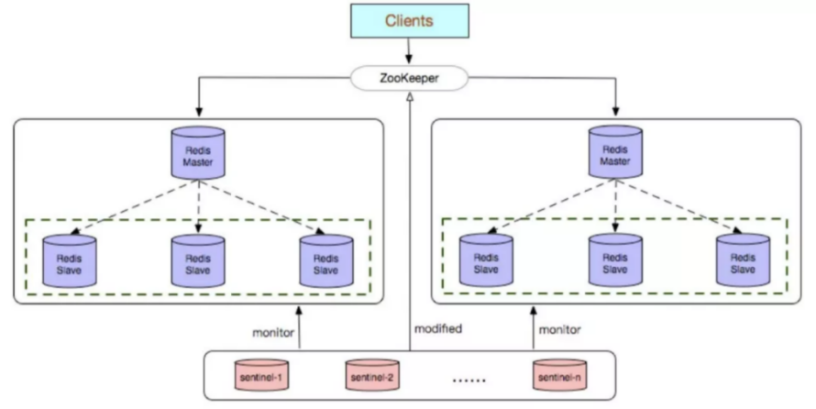 Clients
ZooKeeper
Redis
Master
Redis
Master
Redis
Slave
Redis
Slave
Redis
Slave
Redis
Slave
Redis
Slave
Redis
Slave
monitor
modified
monitor
sentinel-1
sentinel-2
......
sentinel-n